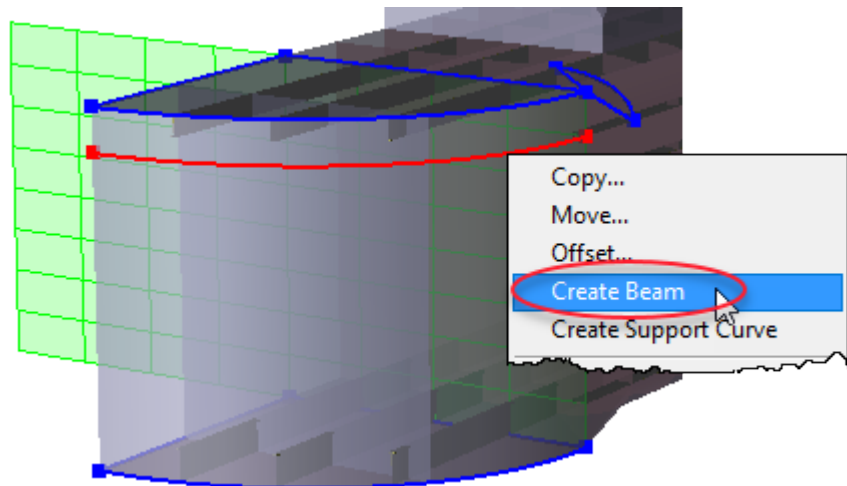 Copy...
Move...
Offset...
Create Beam
Create Support Curve